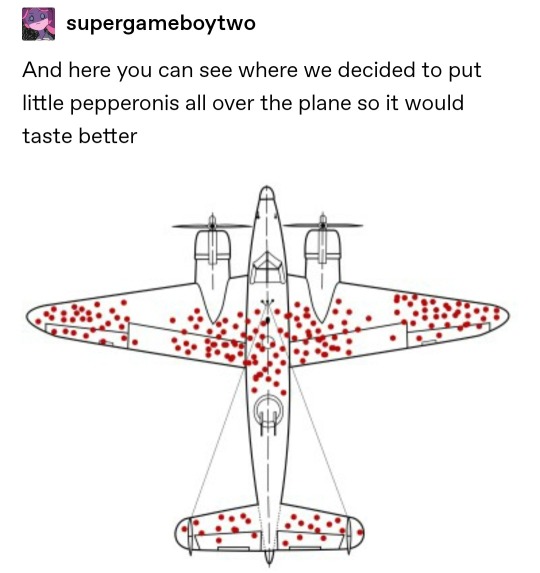 supergameboytwo
And here you can see where we decided to put
little pepperonis all over the plane so it would
taste better